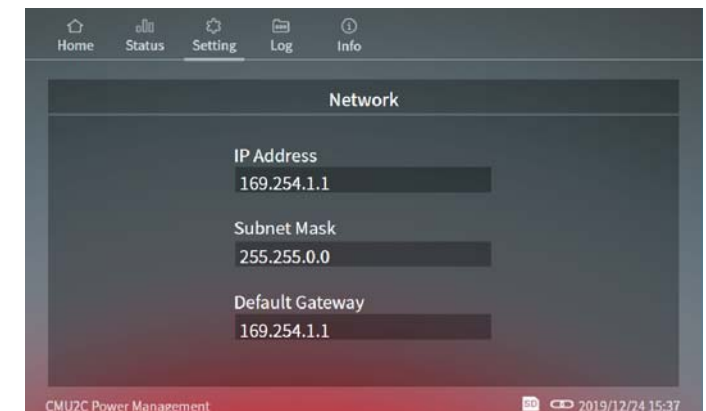 Home Status Setting Log Info
Network
IP Address
169.254.1.1
Subnet Mask
255.255.0.0
Default Gateway
169.254.1.1
CMU2C Power Management SD 2019/12/24 15:37